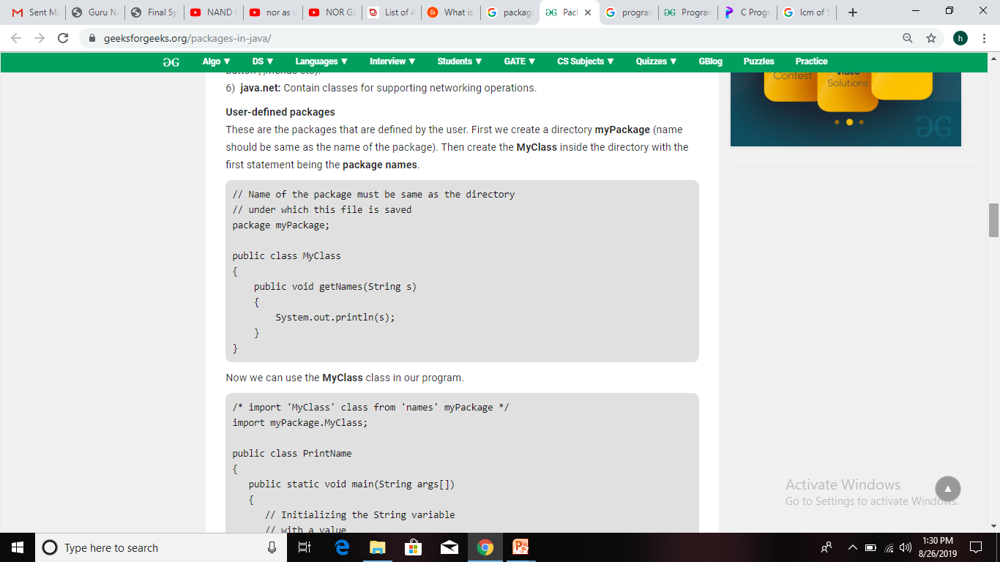 Sent Ma
Guru Na
Final Sy
NAND
nor as u
NOR Ga
List of A
What is
package
Pack
program
Program
C Progr
lcm of
geeksforgeeks.org/packages-in-java/
h
Algo ▼ DS ▼ Languages ▼ Interview ▼ Students ▼ GATE ▼ CS Subjects ▼ Quizzes ▼ GBlog Puzzles Practice
6) java.net: Contain classes for supporting networking operations.
Contest
Video
Solutions
User-defined packages
These are the packages that are defined by the user. First we create a directory myPackage (name
should be same as the name of the package). Then create the MyClass inside the directory with the
first statement being the package names.
// Name of the package must be same as the directory
// under which this file is saved
package myPackage;
public class MyClass
{
public void getNames(String s)
{
System.out.println(s);
}
}
Now we can use the MyClass class in our program.
/* import 'MyClass' class from 'names' myPackage */
import myPackage.MyClass;
public class PrintName
{
public static void main(String args[])
{
// Initializing the String variable
// with a value
Activate Windows
Go to Settings to activate Windows.
Type here to search
1:30 PM
8/26/2019